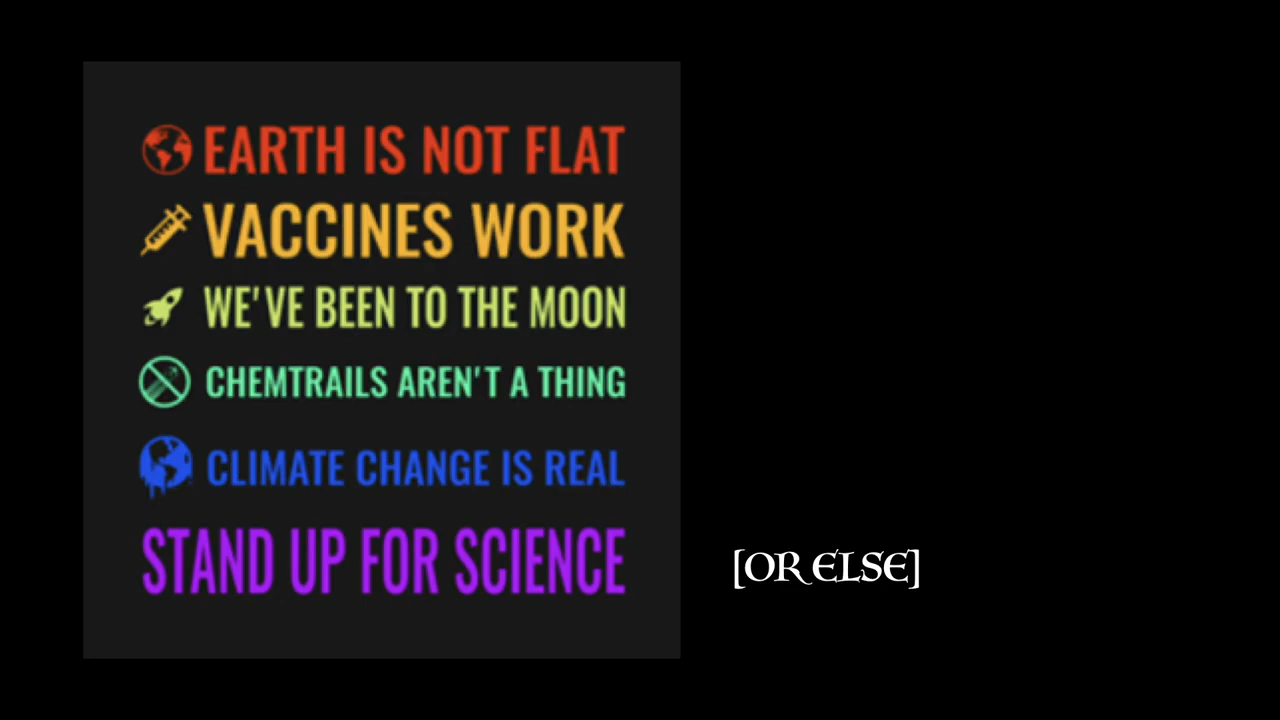 EARTH IS NOT FLAT
VACCINES WORK
WE'VE BEEN TO THE MOON
CHEMTRAILS AREN'T A THING
CLIMATE CHANGE IS REAL
STAND UP FOR SCIENCE
[OR ELSE]